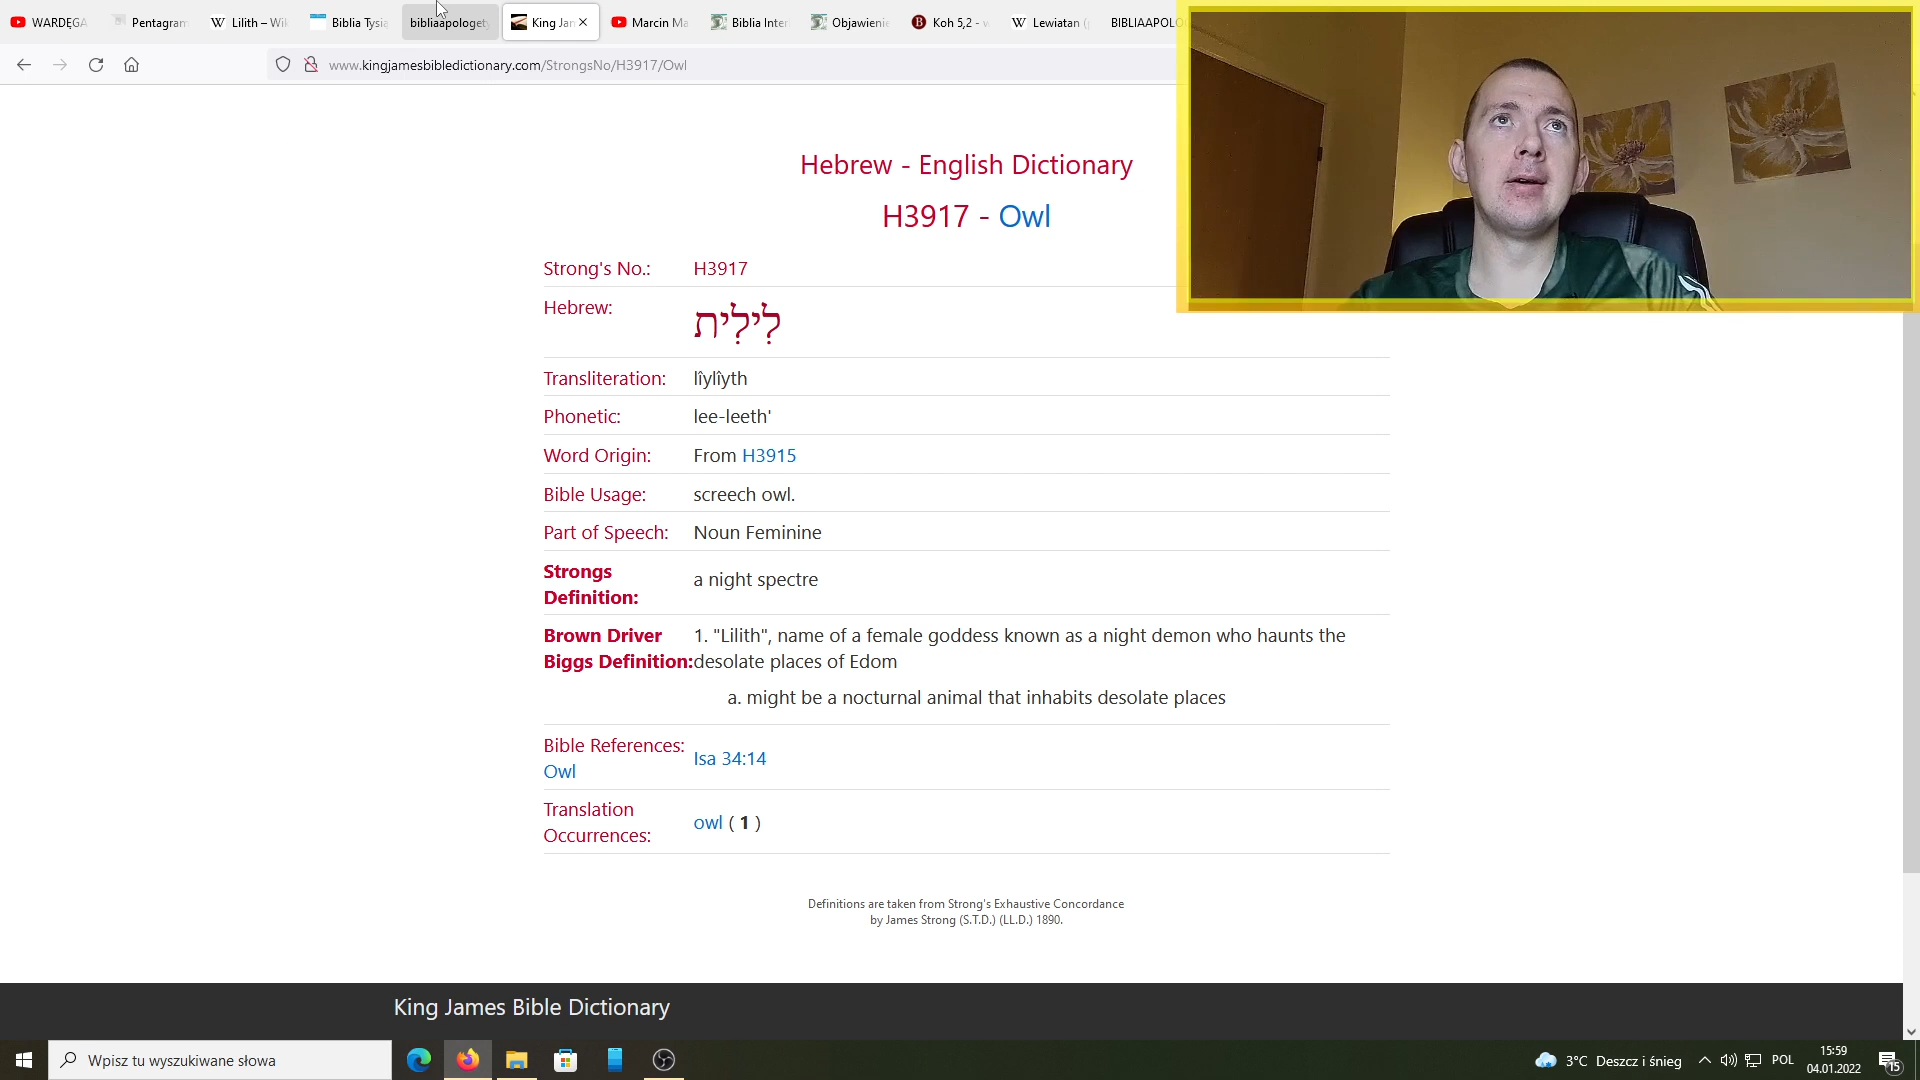 WARDĘGA
Pentagram
Lilith – Wik
Biblia Tysią
bibliaapologety
King Jam
Marcin Ma
Biblia Inter
Objawienie
Koh 5,2 - w
Lewiatan (
BIBLIAAPOLO
www.kingjamesbibledictionary.com/StrongsNo/H3917/Owl
Hebrew - English Dictionary
H3917 - Owl
Strong's No.: H3917
Hebrew: לִילִית
Transliteration: lîylîyth
Phonetic: lee-leeth'
Word Origin: From H3915
Bible Usage: screech owl.
Part of Speech: Noun Feminine
Strongs
Definition: a night spectre
Brown Driver 1. "Lilith", name of a female goddess known as a night demon who haunts the
Biggs Definition: desolate places of Edom
a. might be a nocturnal animal that inhabits desolate places
Bible References: Isa 34:14
Owl
Translation
Occurrences: owl ( 1 )
Definitions are taken from Strong's Exhaustive Concordance
by James Strong (S.T.D.) (LL.D.) 1890.
King James Bible Dictionary
Wpisz tu wyszukiwane słowa
3°C Deszcz i śnieg
POL
15:59
04.01.2022
15